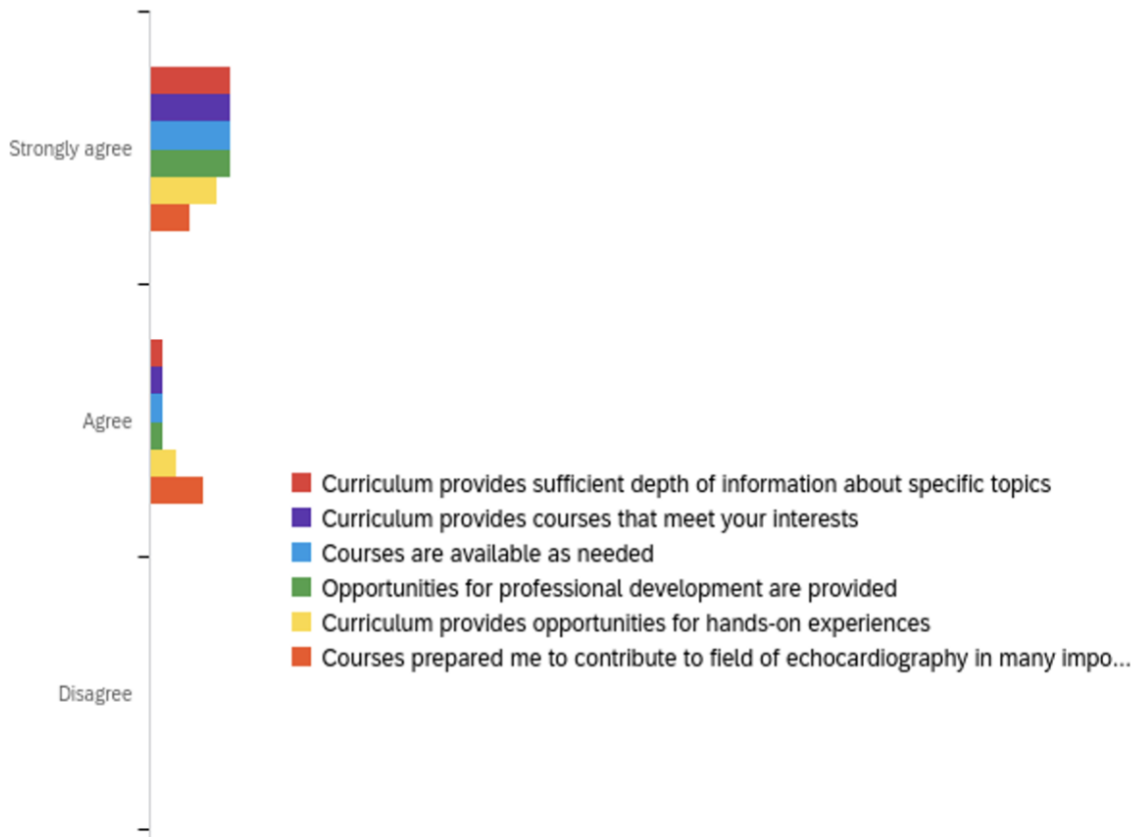 Strongly agree
Agree
Curriculum provides sufficient depth of information about specific topics
Curriculum provides courses that meet your interests
Courses are available as needed
Opportunities for professional development are provided
Curriculum provides opportunities for hands-on experiences
Courses prepared me to contribute to field of echocardiography in many impo...
Disagree